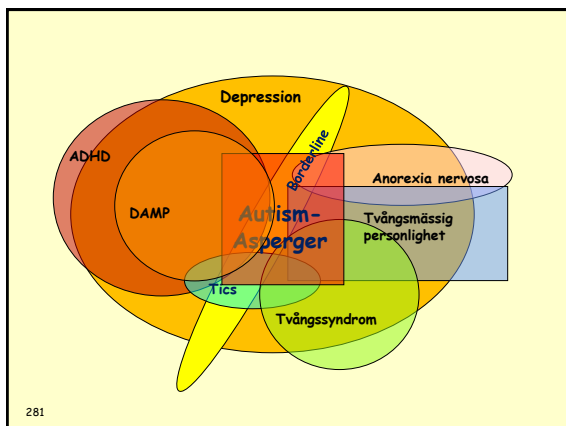 Depression
ADHD
Borderline
Anorexia nervosa
DAMP
Autism-
Asperger
Tvångsmässig
personlighet
Tics
Tvångssyndrom
281